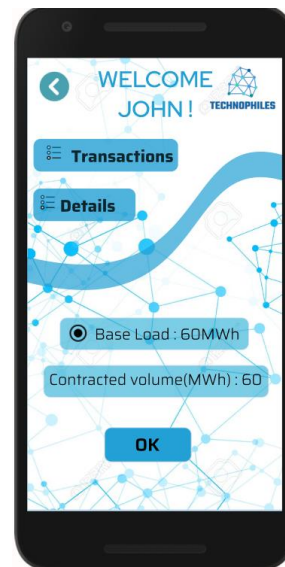 WELCOME
JOHN !
TECHNOPHILES
Transactions
Details
Base Load : 60MWh
Contracted volume(MWh) : 60
OK